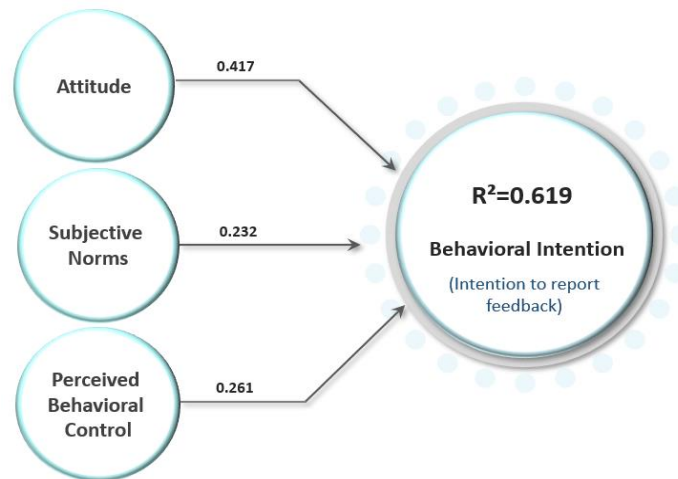 Attitude
0.417
Subjective
Norms
0.232
Perceived
Behavioral
Control
0.261
R²=0.619
Behavioral Intention
(Intention to report
feedback)